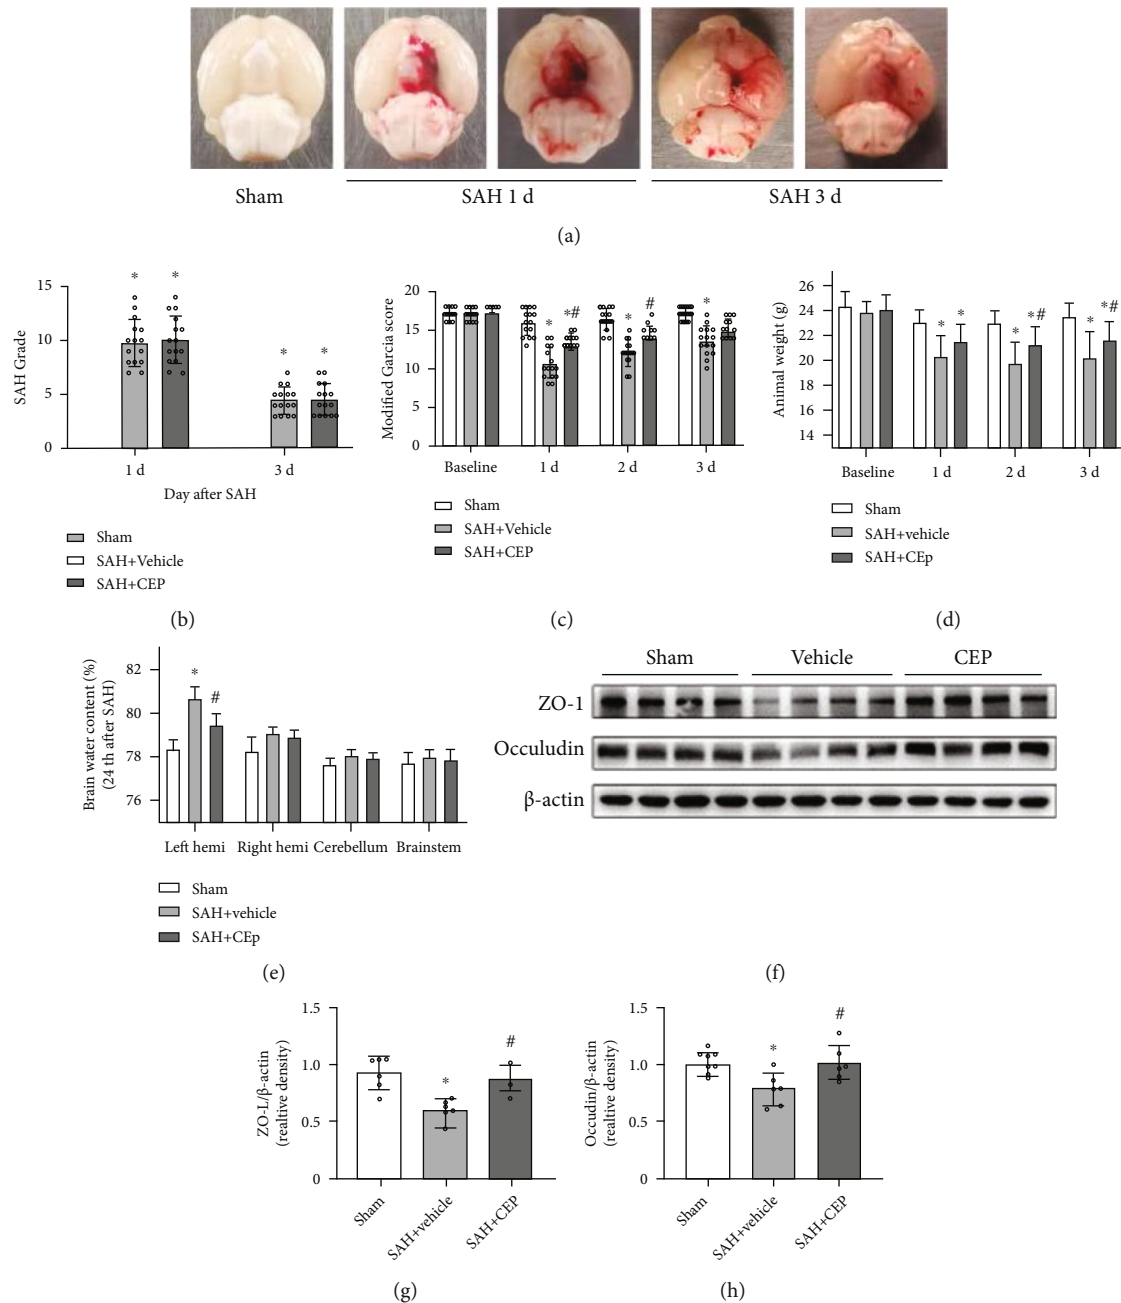 Sham
SAH 1 d
SAH 3 d
(a)
15
10
5
0
SAH Grade
* * * *
1 d
3 d
Day after SAH
Sham
SAH+Vehicle
SAH+CEP
(b)
20
15
10
5
0
Modified Garcia score
* *# * # *
Baseline
1 d
2 d
3 d
Sham
SAH+Vehicle
SAH+CEP
(c)
26
24
22
20
18
16
14
Animal weight (g)
* * * *# * *#
Baseline
1 d
2 d
3 d
Sham
SAH+vehicle
SAH+CEp
(d)
82
80
78
76
Brain water content (%)
(24 th after SAH)
* #
Left hemi
Right hemi
Cerebellum
Brainstem
Sham
SAH+vehicle
SAH+CEp
(e)
Sham
Vehicle
CEP
ZO-1
Occuludin
β-actin
(f)
1.5
1.0
0.5
0
ZO-L/β-actin
(realtive density)
* #
Sham
SAH+vehicle
SAH+CEP
(g)
1.5
1.0
0.5
0
Occudin/β-actin
(realtive density)
* #
Sham
SAH+vehicle
SAH+CEP
(h)